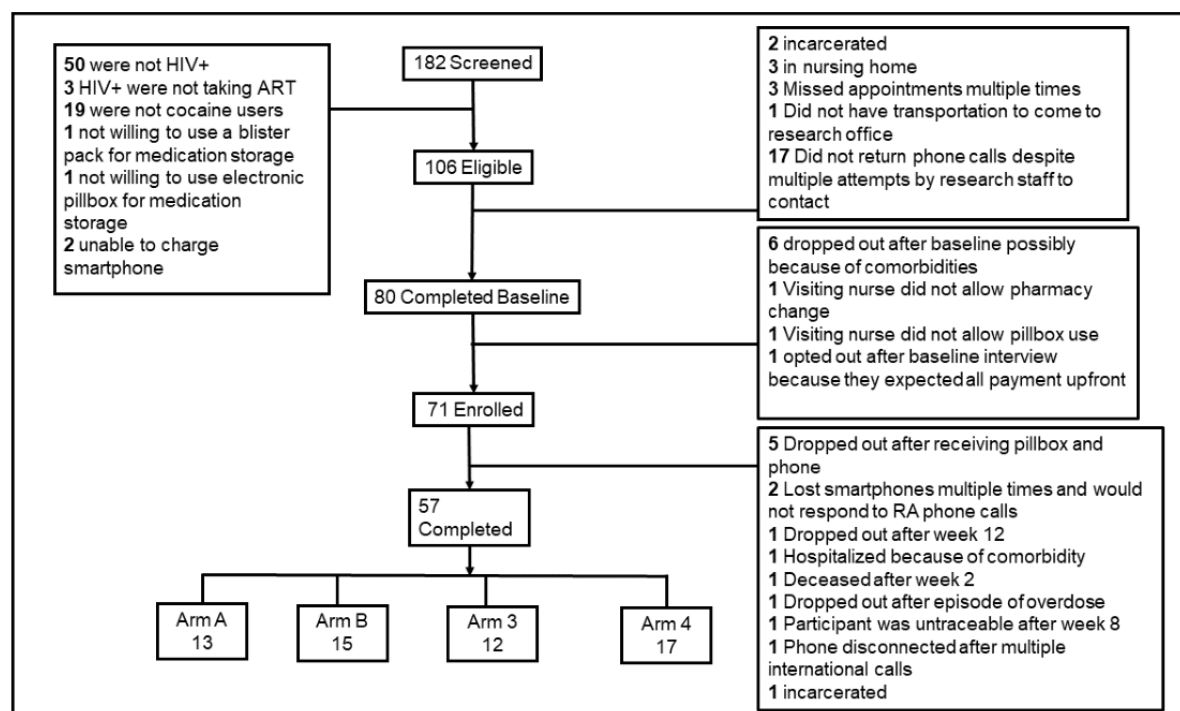 50 were not HIV+
3 HIV+ were not taking ART
19 were not cocaine users
1 not willing to use a blister
pack for medication storage
1 not willing to use electronic
pillbox for medication
storage
2 unable to charge
smartphone
182 Screened
2 incarcerated
3 in nursing home
3 Missed appointments multiple times
1 Did not have transportation to come to
research office
17 Did not return phone calls despite
multiple attempts by research staff to
contact
106 Eligible
80 Completed Baseline
6 dropped out after baseline possibly
because of comorbidities
1 Visiting nurse did not allow pharmacy
change
1 Visiting nurse did not allow pillbox use
1 opted out after baseline interview
because they expected all payment upfront
71 Enrolled
5 Dropped out after receiving pillbox and
phone
2 Lost smartphones multiple times and would
not respond to RA phone calls
1 Dropped out after week 12
1 Hospitalized because of comorbidity
1 Deceased after week 2
1 Dropped out after episode of overdose
1 Participant was untraceable after week 8
1 Phone disconnected after multiple
international calls
1 incarcerated
57
Completed
Arm A
13
Arm B
15
Arm 3
12
Arm 4
17